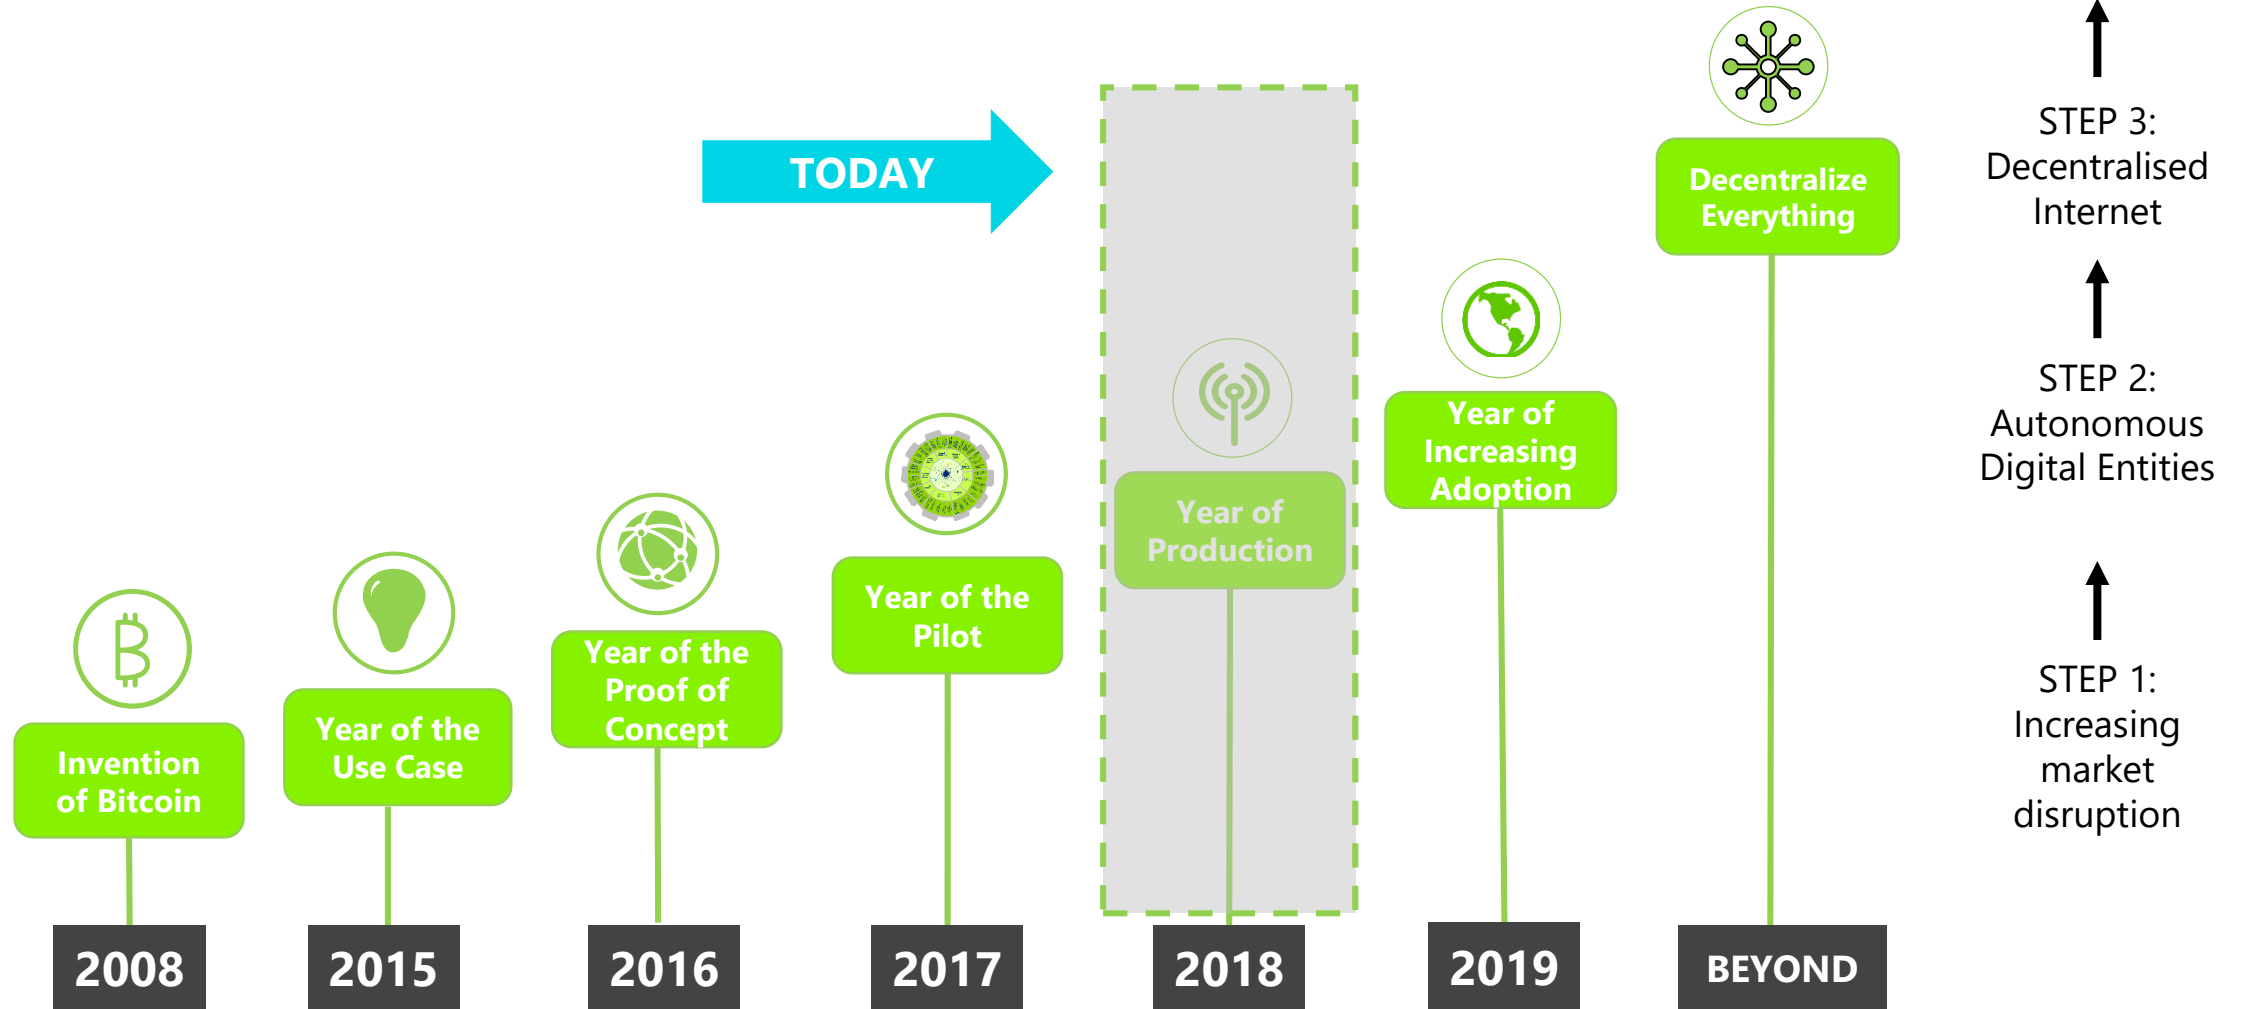 TODAY
Invention
of Bitcoin
Year of the
Use Case
Year of the
Proof of
Concept
Year of the
Pilot
Year of
Production
Year of
Increasing
Adoption
Decentralize
Everything
STEP 3:
Decentralised
Internet
STEP 2:
Autonomous
Digital Entities
STEP 1:
Increasing
market
disruption
2008
2015
2016
2017
2018
2019
BEYOND